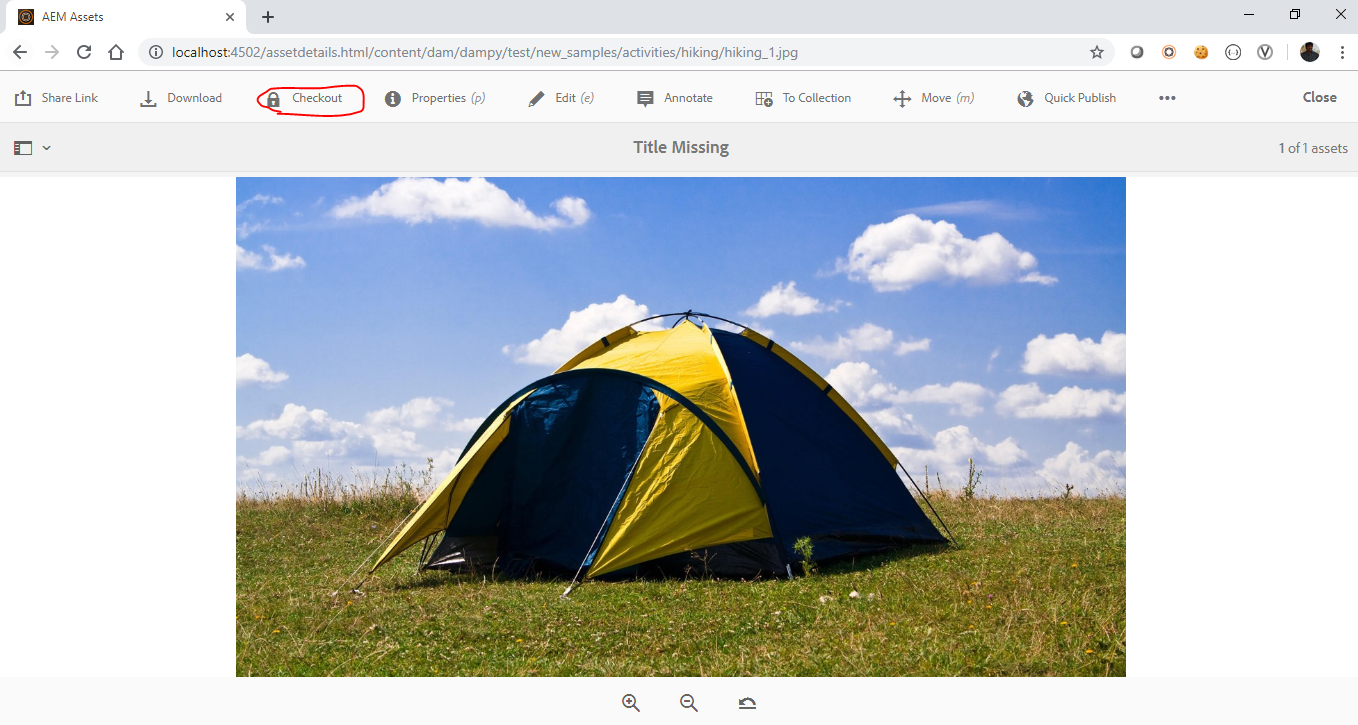 AEM Assets
localhost:4502/assetdetails.html/content/dam/dampy/test/new_samples/activities/hiking/hiking_1.jpg
Share Link Download Checkout Properties (p) Edit (e) Annotate To Collection Move (m) Quick Publish Close
Title Missing 1 of 1 assets